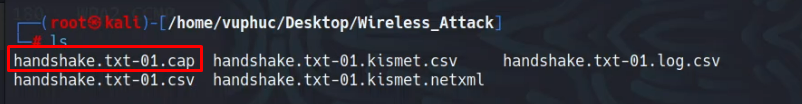 ┌──(root㉿kali)-[/home/vuphuc/Desktop/Wireless_Attack]
└─# ls
handshake.txt-01.cap handshake.txt-01.kismet.csv handshake.txt-01.log.csv
handshake.txt-01.csv handshake.txt-01.kismet.netxml